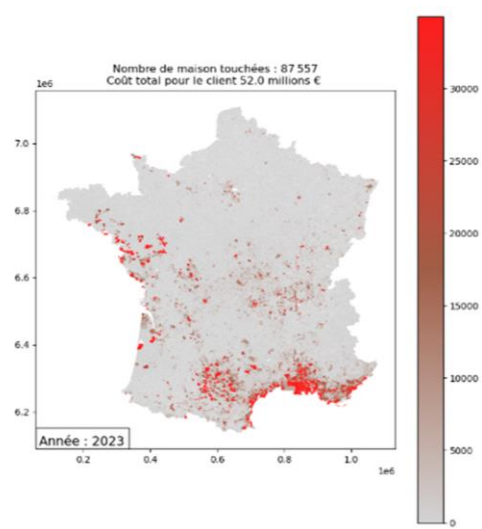 Nombre de maison touchées : 87 557
Coût total pour le client 52.0 millions €
1e6
7.0
6.8
6.6
6.4
6.2
Année : 2023
0.2 0.4 0.6 0.8 1.0
1e6
30000
25000
20000
15000
10000
5000
0